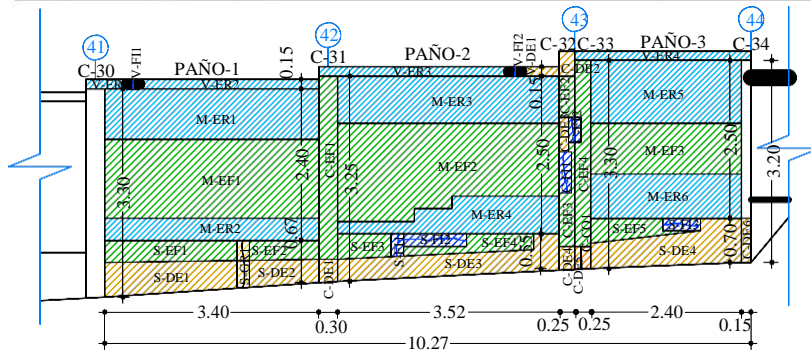 41 42 43 44
C-30 PAÑO-1 0.15 C-31 PAÑO-2 V-FI2 V-DE1 C-32 C-33 PAÑO-3 C-34
V-FI1 V-ER2 V-ER3 C-DE2 V-ER4
0.15 C-EF2
M-ER1 M-ER3 M-ER5
M-EF1 2.40 C-EF1 3.25 M-EF2 2.50 3.30 C-EF4 M-EF3 2.50 3.20
3.30
M-ER2 0.67 M-ER4 C-EF3 M-ER6
S-EF1 S-GR1 S-EF2 S-EF3 S-FI2 S-EF4 0.55 C-CO1 S-EF5 0.70 C-DE6
S-DE1 S-DE2 C-DE1 S-DE3 C-DE4 S-DE4
3.40 3.52 2.40
0.30 0.25 0.25 0.15
10.27